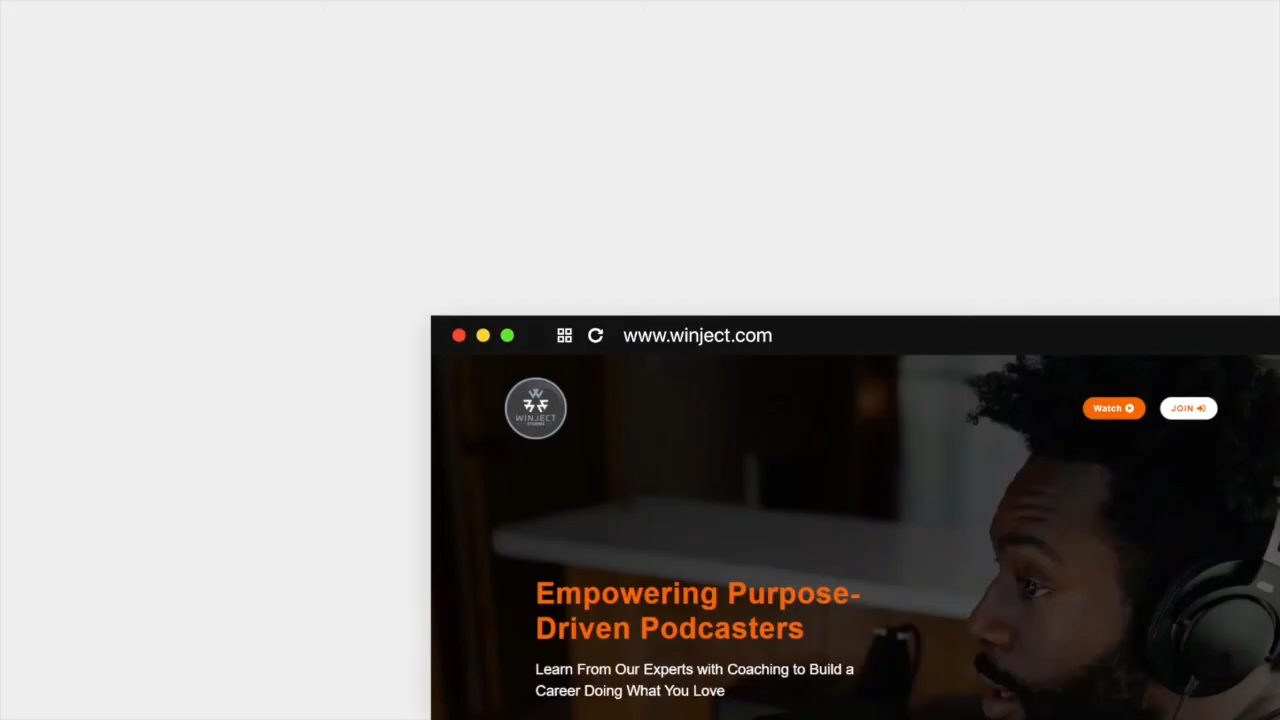 www.winject.com
WINJECT
STUDIOS
Watch
JOIN
Empowering Purpose-
Driven Podcasters
Learn From Our Experts with Coaching to Build a
Career Doing What You Love